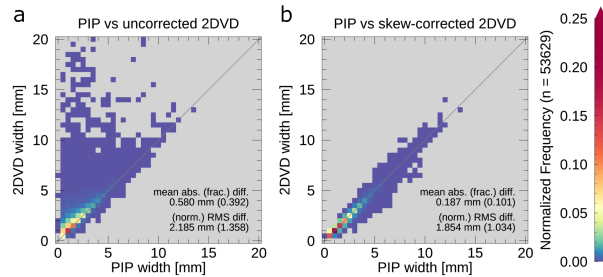 a
PIP vs uncorrected 2DVD
20
15
10
5
0
2DVD width [mm]
mean abs. (frac.) diff.
0.580 mm (0.392)
(norm.) RMS diff.
2.185 mm (1.358)
0
5
10
15
20
PIP width [mm]
b
PIP vs skew-corrected 2DVD
20
15
10
5
0
2DVD width [mm]
mean abs. (frac.) diff.
0.187 mm (0.101)
(norm.) RMS diff.
1.854 mm (1.034)
0
5
10
15
20
PIP width [mm]
0.25
0.20
0.15
0.10
0.05
0.00
Normalized Frequency (n = 53629)